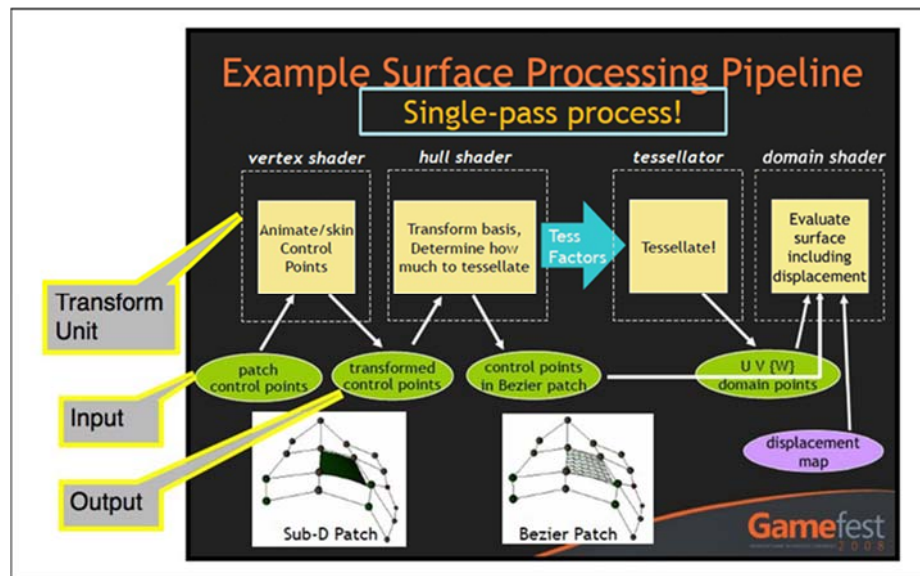 Example Surface Processing Pipeline
Single-pass process!
vertex shader
hull shader
tessellator
domain shader
Animate/skin
Control
Points
Transform basis,
Determine how
much to tessellate
Tess
Factors
Tessellate!
Evaluate
surface
including
displacement
Transform
Unit
Input
Output
patch
control points
transformed
control points
control points
in Bezier patch
U V {W}
domain points
displacement
map
Sub-D Patch
Bezier Patch
Gamefest
2008